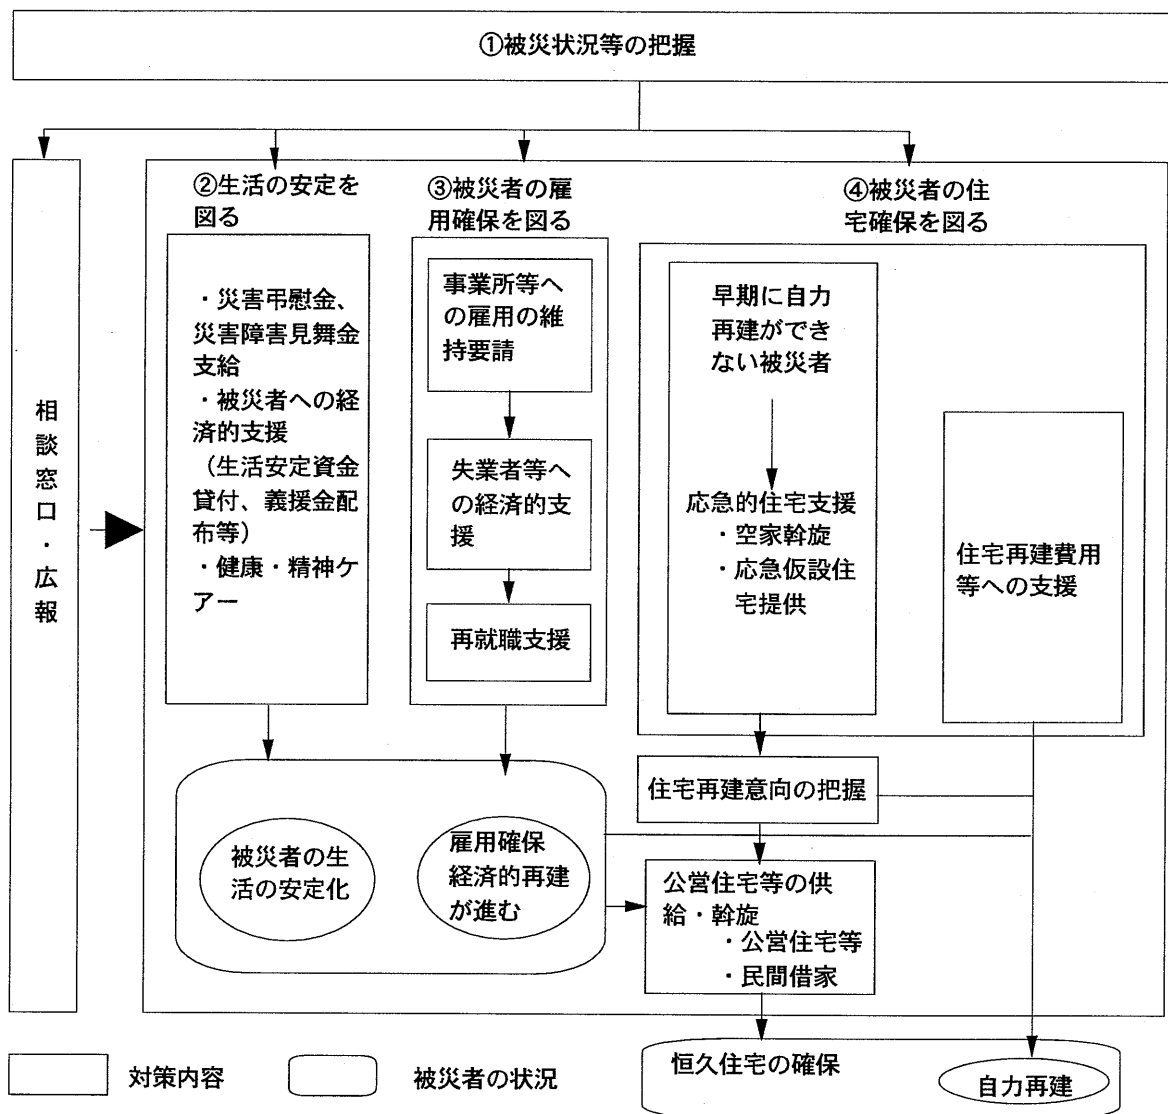 ①被災状況等の把握
相談窓口・広報
②生活の安定を
図る
・災害弔慰金、
災害障害見舞金
支給
・被災者への経
済的支援
（生活安定資金
貸付、義援金配
布等）
・健康・精神ケ
アー
③被災者の雇
用確保を図る
事業所等へ
の雇用の維
持要請
失業者等へ
の経済的支
援
再就職支援
④被災者の住
宅確保を図る
早期に自力
再建ができ
ない被災者
応急的住宅支援
・空家斡旋
・応急仮設住
宅提供
住宅再建費用
等への支援
住宅再建意向の把握
被災者の生
活の安定化
雇用確保
経済的再建
が進む
公営住宅等の供
給・斡旋
・公営住宅等
・民間借家
恒久住宅の確保
自力再建
対策内容
被災者の状況